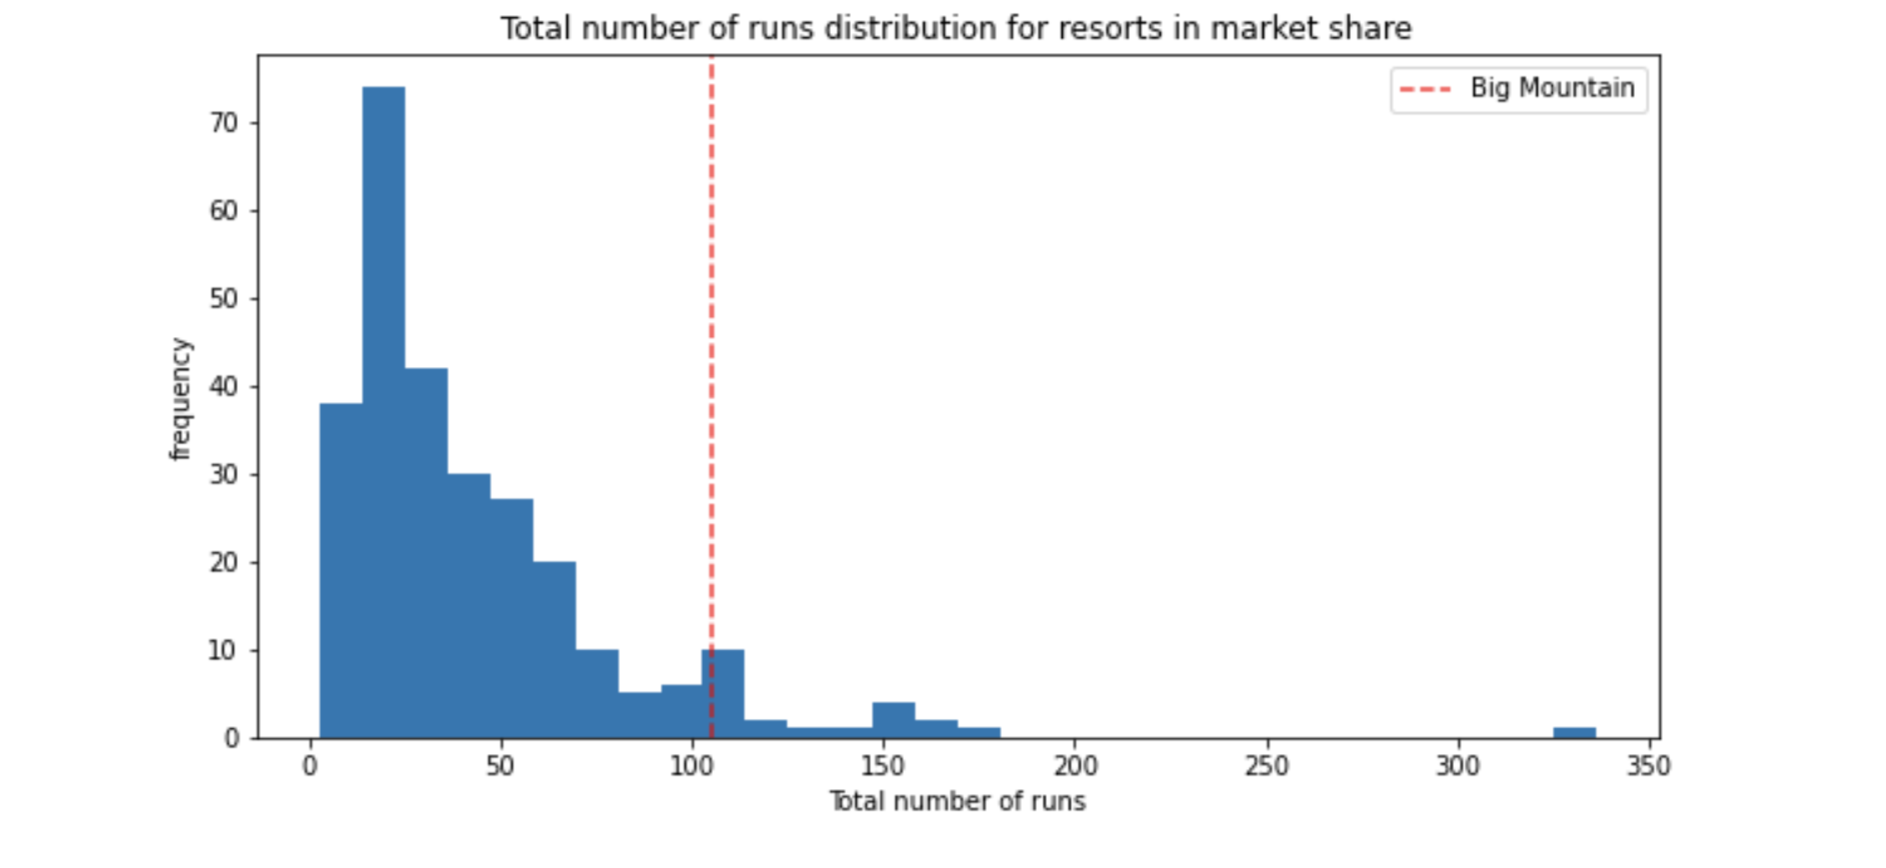 Total number of runs distribution for resorts in market share
Big Mountain
70
60
50
40
30
20
10
0
frequency
0 50 100 150 200 250 300 350
Total number of runs